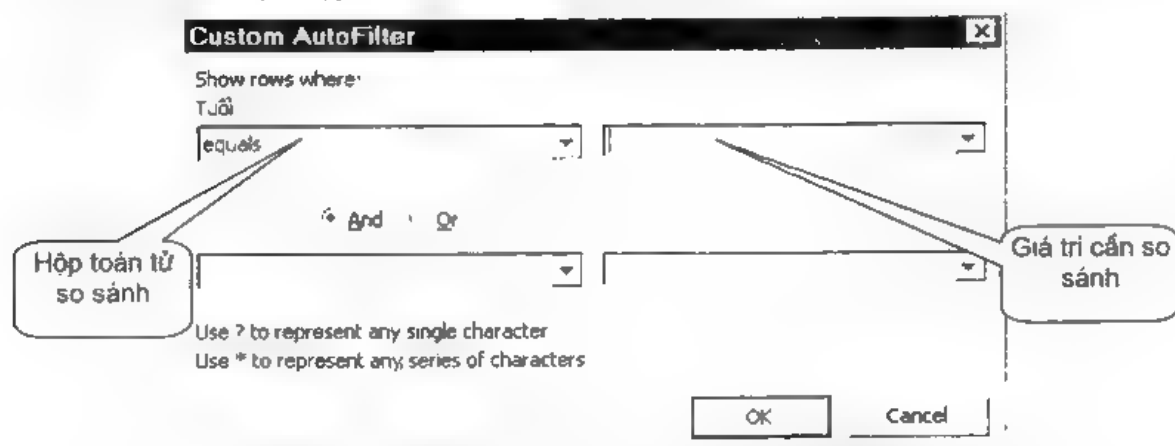 Custom AutoFilter
Show rows where:
Tuổi
equals
And Or
Hộp toán tử
so sánh
Giá trị cần so
sánh
Use ? to represent any single character
Use * to represent any series of characters
OK Cancel